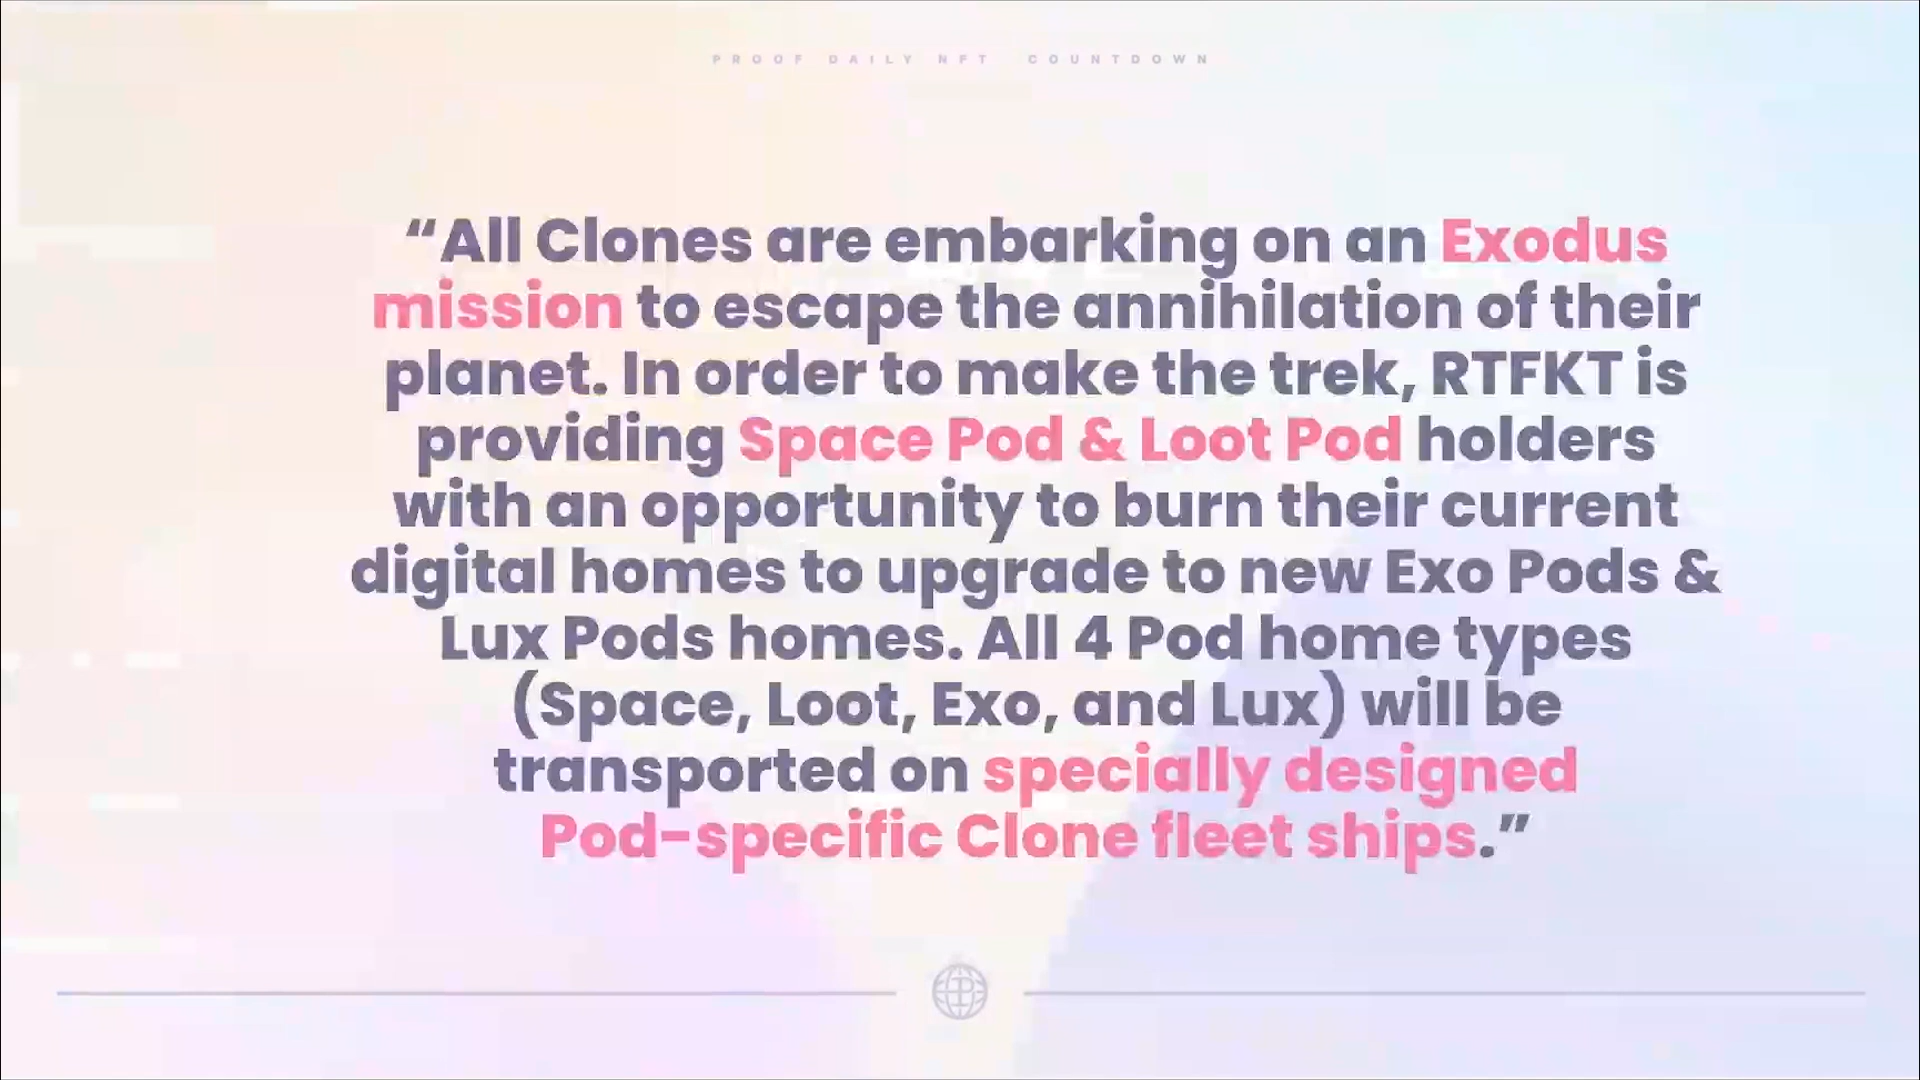 PROOF DAILY NFT COUNTDOWN
“All Clones are embarking on an Exodus
mission to escape the annihilation of their
planet. In order to make the trek, RTFKT is
providing Space Pod & Loot Pod holders
with an opportunity to burn their current
digital homes to upgrade to new Exo Pods &
Lux Pods homes. All 4 Pod home types
(Space, Loot, Exo, and Lux) will be
transported on specially designed
Pod-specific Clone fleet ships.”
P